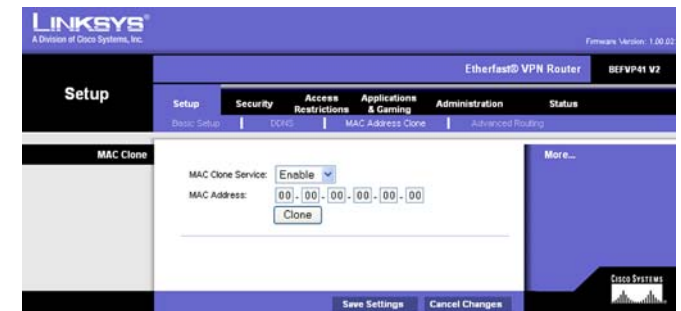 LINKSYS®
A Division of Cisco Systems, Inc.
Firmware Version: 1.00.02
Etherfast® VPN Router BEFVP41 V2
Setup
Setup Security Access Restrictions Applications & Gaming Administration Status
Basic Setup | DDNS | MAC Address Clone | Advanced Routing
MAC Clone
More...
MAC Clone Service: Enable
MAC Address: 00 - 00 - 00 - 00 - 00 - 00
Clone
CISCO SYSTEMS
Save Settings Cancel Changes